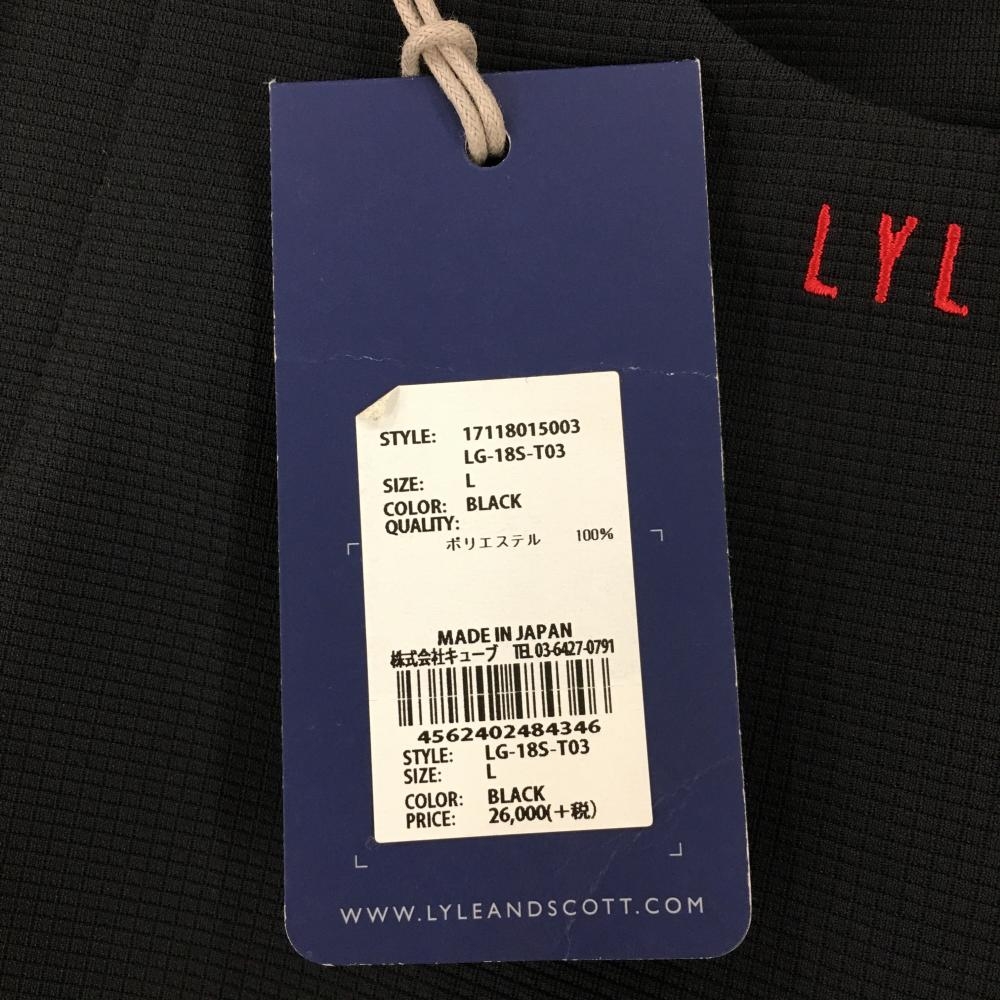 LYL
STYLE: 17118015003
LG-18S-T03
SIZE: L
COLOR: BLACK
QUALITY:
ポリエステル 100%
MADE IN JAPAN
株式会社キューブ TEL 03-6427-0791
4562402484346
STYLE: LG-18S-T03
SIZE: L
COLOR: BLACK
PRICE: 26,000(+税)
WWW.LYLEANDSCOTT.COM